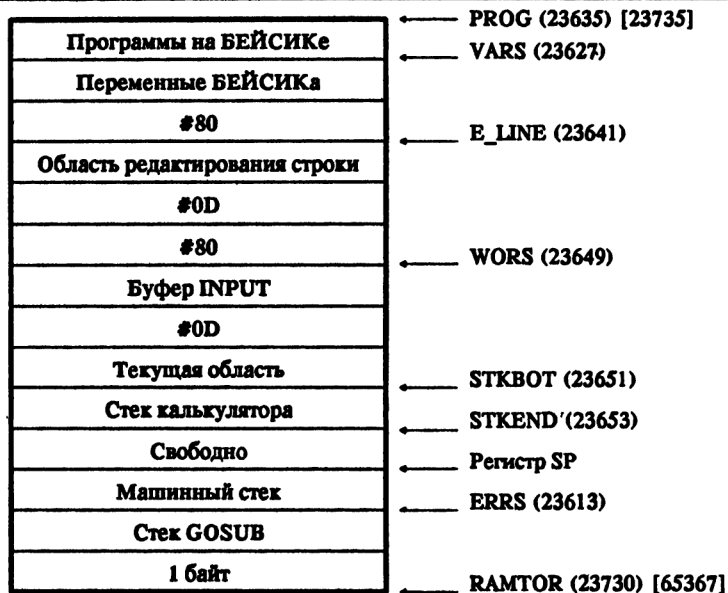 PROG (23635) [23735]
Программы на БЕЙСИКе
VARS (23627)
Переменные БЕЙСИКа
#80
E_LINE (23641)
Область редактирования строки
#0D
#80
WORS (23649)
Буфер INPUT
#0D
Текущая область
STKBOT (23651)
Стек калькулятора
STKEND'(23653)
Свободно
Регистр SP
Машинный стек
ERRS (23613)
Стек GOSUB
1 байт
RAMTOR (23730) [65367]